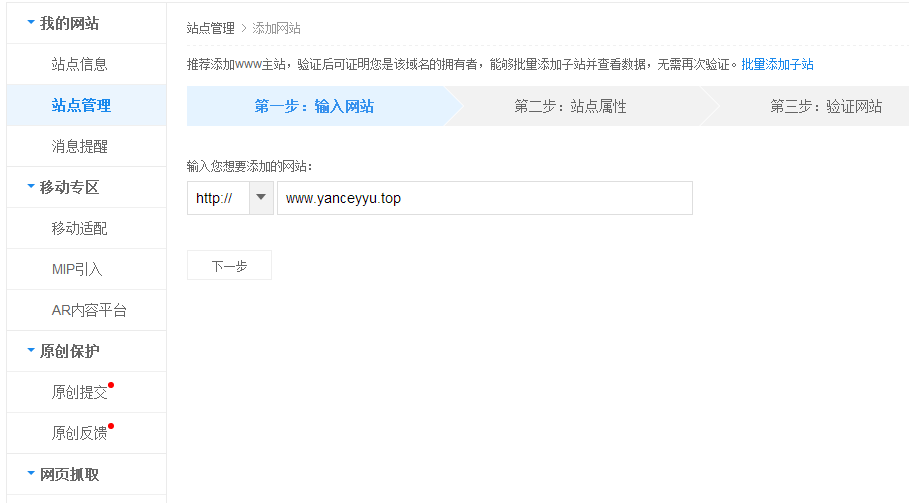 我的网站
站点信息
站点管理
消息提醒
移动专区
移动适配
MIP引入
AR内容平台
原创保护
原创提交
原创反馈
网页抓取
站点管理 > 添加网站
推荐添加www主站，验证后可证明您是该域名的拥有者，能够批量添加子站并查看数据，无需再次验证。批量添加子站
第一步：输入网站 第二步：站点属性 第三步：验证网站
输入您想要添加的网站：
http:// www.yanceyyu.top
下一步